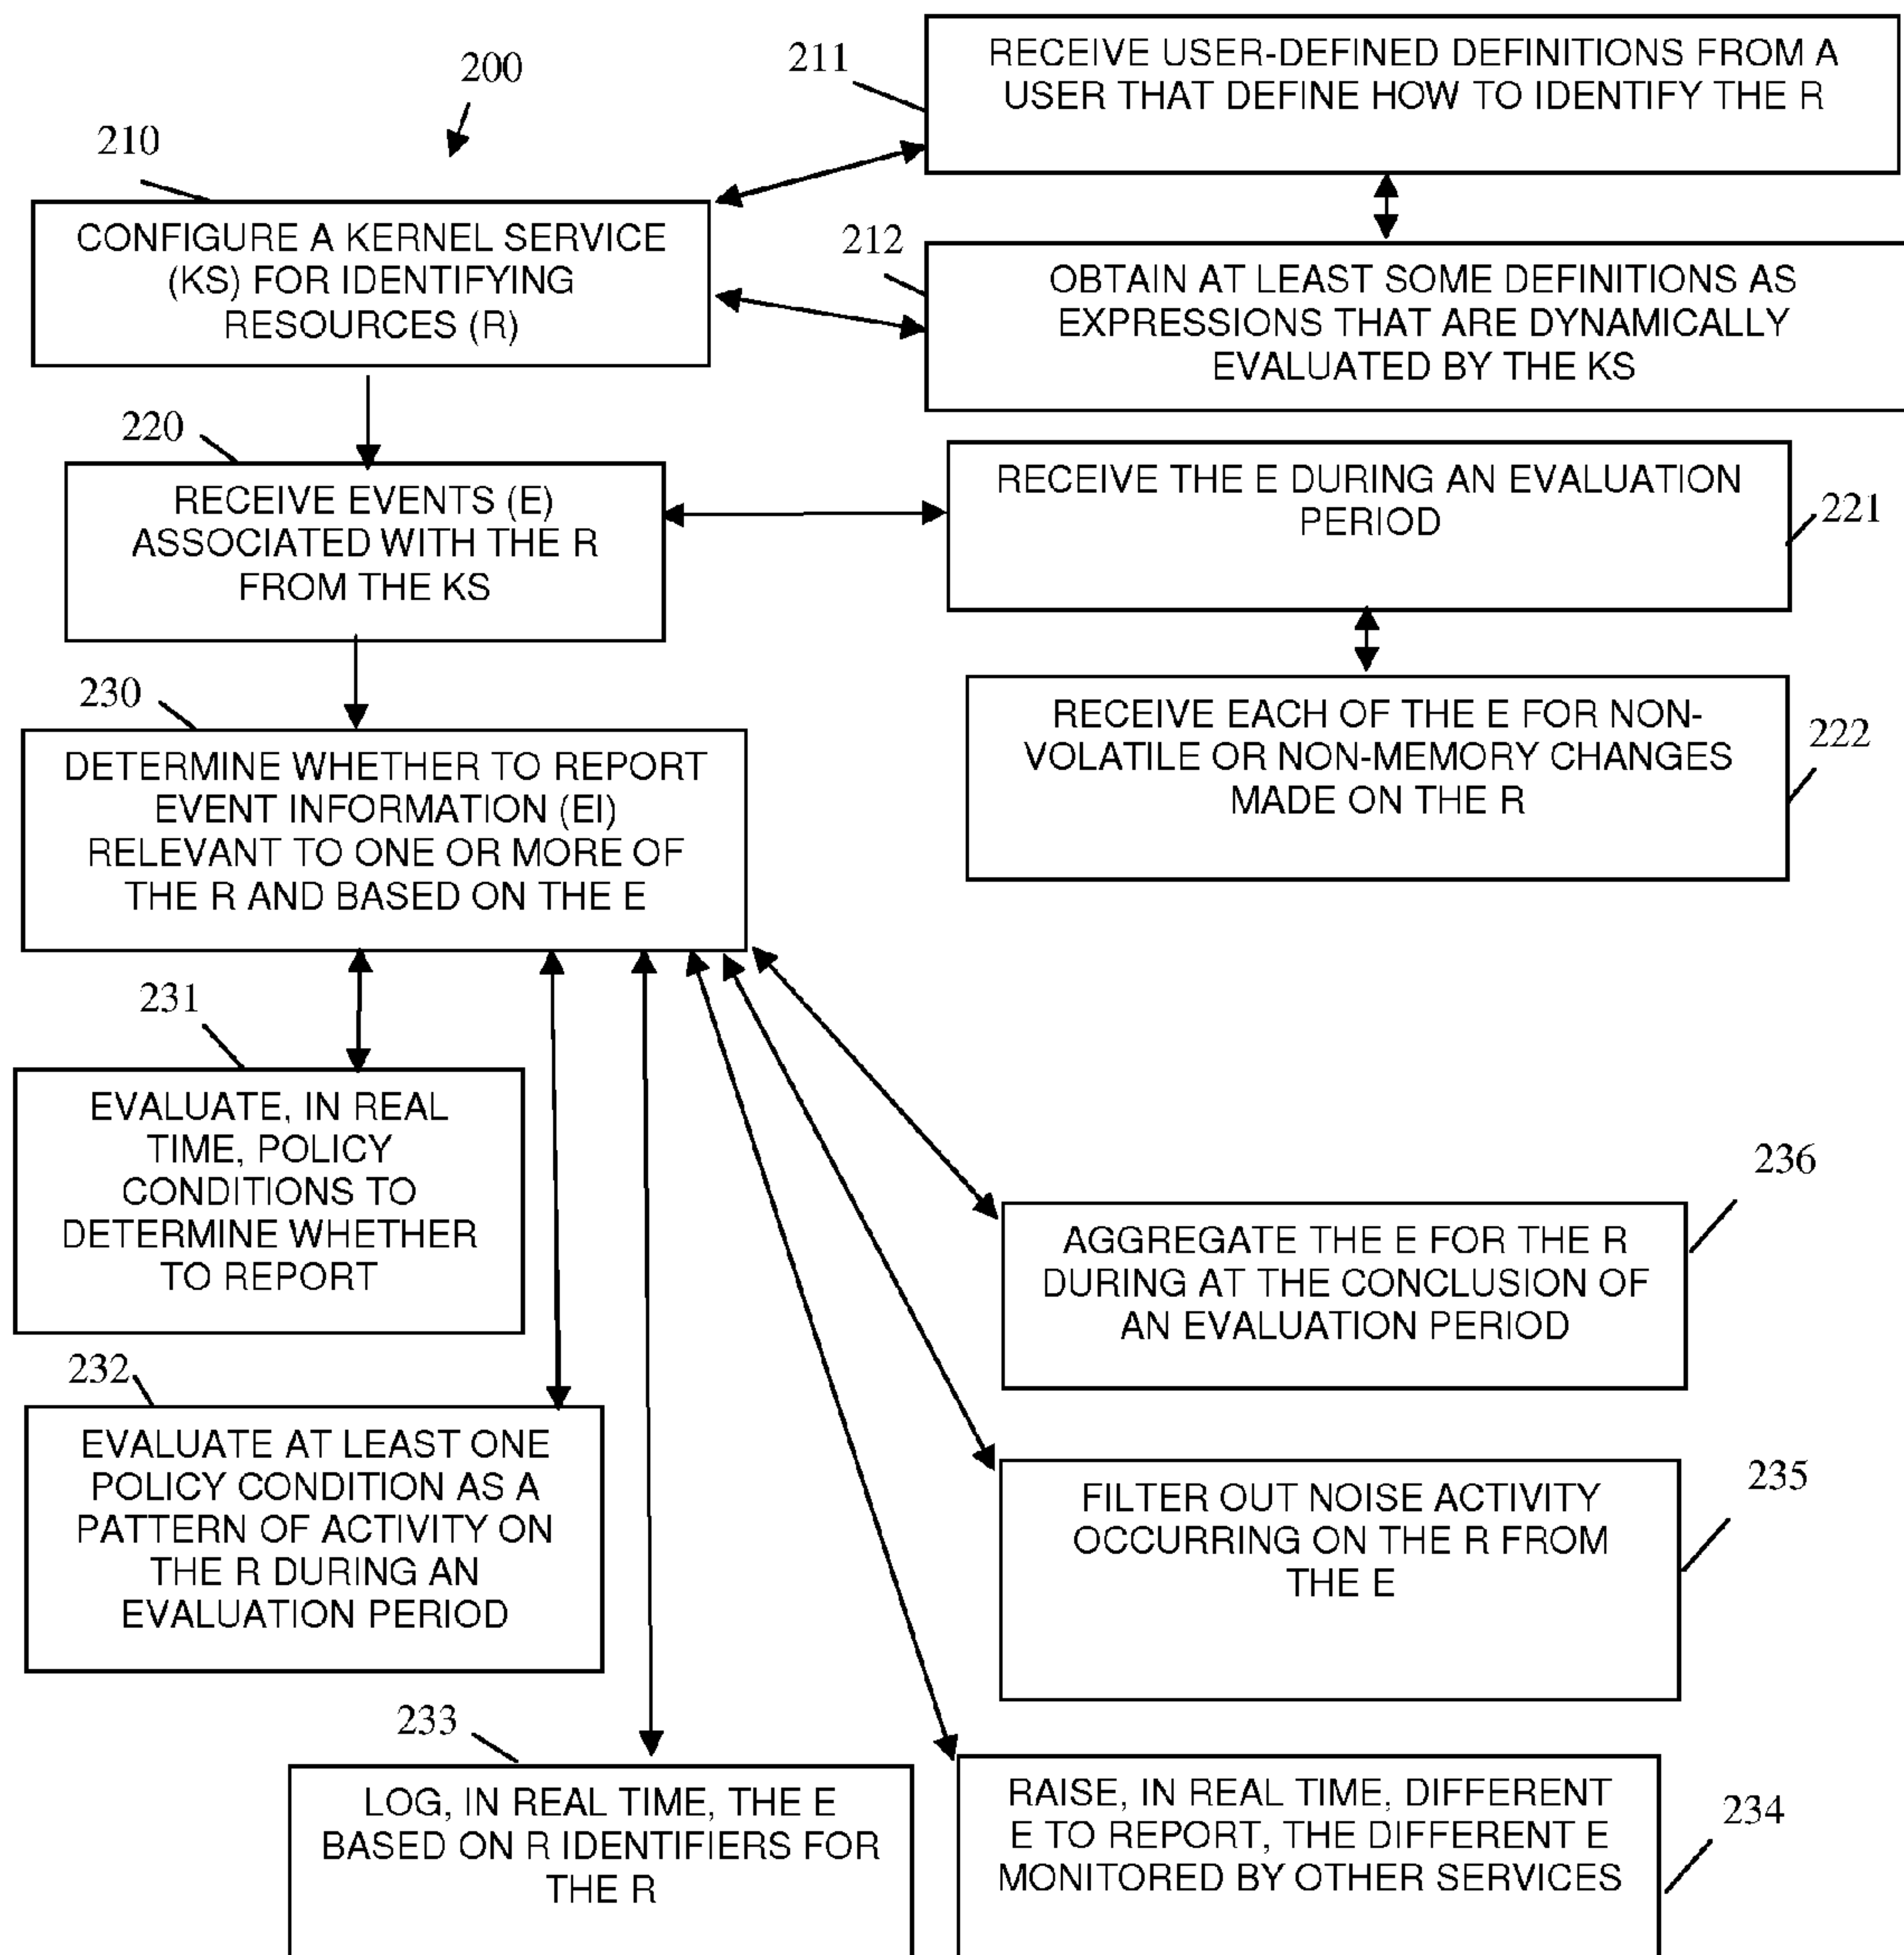 200
211
RECEIVE USER-DEFINED DEFINITIONS FROM A
USER THAT DEFINE HOW TO IDENTIFY THE R
210
CONFIGURE A KERNEL SERVICE
(KS) FOR IDENTIFYING
RESOURCES (R)
212
OBTAIN AT LEAST SOME DEFINITIONS AS
EXPRESSIONS THAT ARE DYNAMICALLY
EVALUATED BY THE KS
220
RECEIVE EVENTS (E)
ASSOCIATED WITH THE R
FROM THE KS
RECEIVE THE E DURING AN EVALUATION
PERIOD
221
230
DETERMINE WHETHER TO REPORT
EVENT INFORMATION (EI)
RELEVANT TO ONE OR MORE OF
THE R AND BASED ON THE E
RECEIVE EACH OF THE E FOR NON-
VOLATILE OR NON-MEMORY CHANGES
MADE ON THE R
222
231
EVALUATE, IN REAL
TIME, POLICY
CONDITIONS TO
DETERMINE WHETHER
TO REPORT
236
AGGREGATE THE E FOR THE R
DURING AT THE CONCLUSION OF
AN EVALUATION PERIOD
232
EVALUATE AT LEAST ONE
POLICY CONDITION AS A
PATTERN OF ACTIVITY ON
THE R DURING AN
EVALUATION PERIOD
235
FILTER OUT NOISE ACTIVITY
OCCURRING ON THE R FROM
THE E
233
LOG, IN REAL TIME, THE E
BASED ON R IDENTIFIERS FOR
THE R
RAISE, IN REAL TIME, DIFFERENT
E TO REPORT, THE DIFFERENT E
MONITORED BY OTHER SERVICES
234